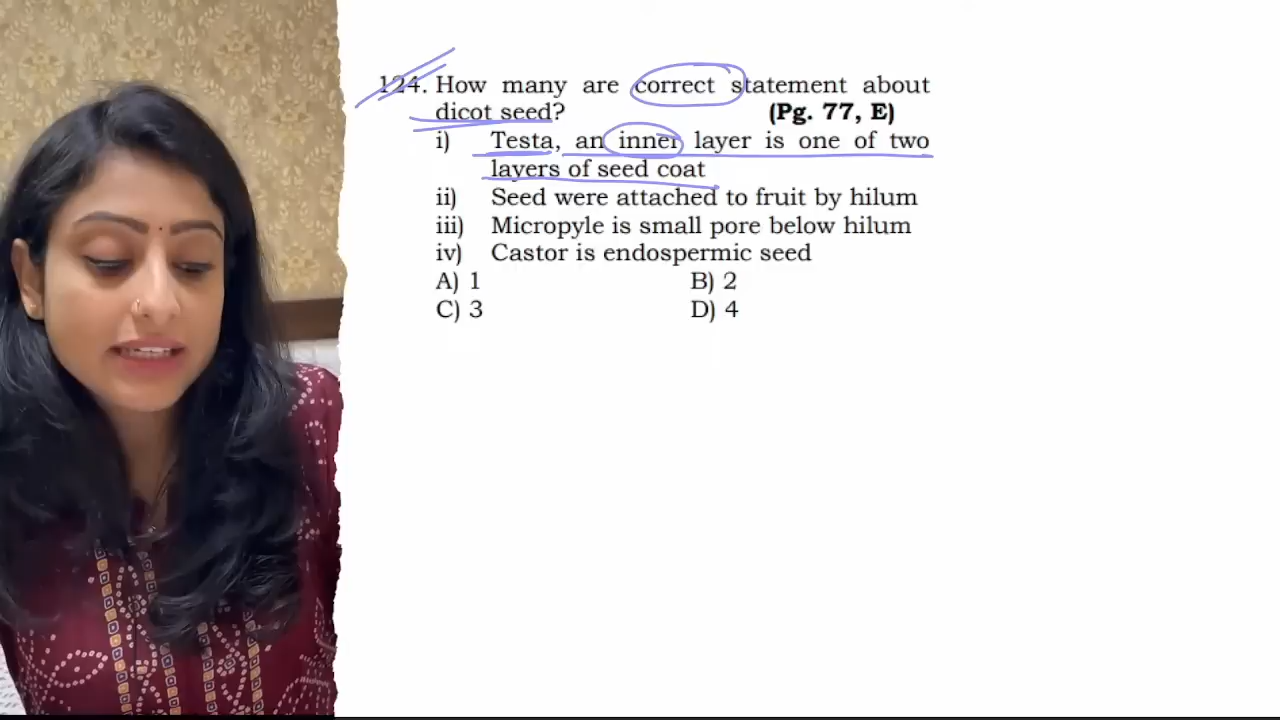 124. How many are correct statement about
dicot seed? (Pg. 77, E)
i) Testa, an inner layer is one of two
layers of seed coat
ii) Seed were attached to fruit by hilum
iii) Micropyle is small pore below hilum
iv) Castor is endospermic seed
A) 1 B) 2
C) 3 D) 4